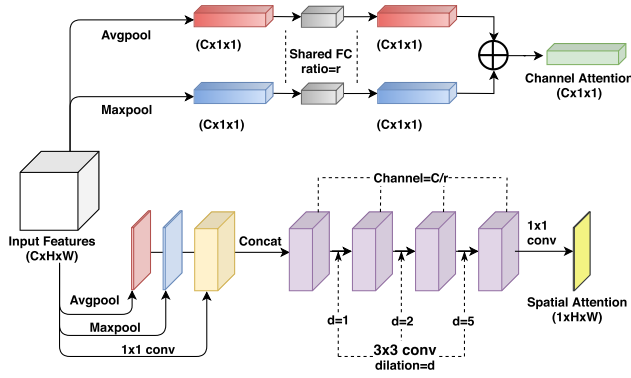 Avgpool
(Cx1x1)
(Cx1x1)
Shared FC
ratio=r
Channel Attention
(Cx1x1)
Maxpool
(Cx1x1)
(Cx1x1)
Input Features
(CxHxW)
Channel=C/r
Concat
1x1
conv
Avgpool
Maxpool
1x1 conv
d=1
d=2
d=5
3x3 conv
dilation=d
Spatial Attention
(1xHxW)